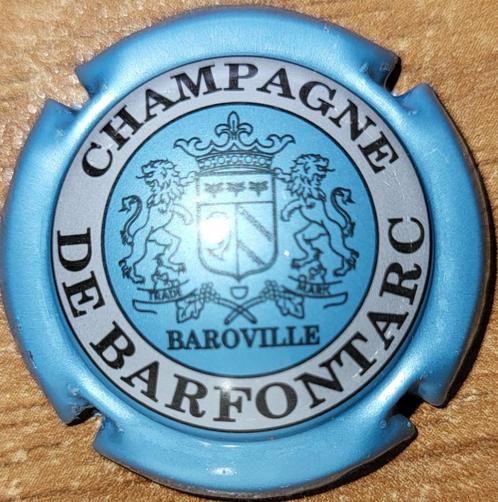 CHAMPAGNE
DE BARFONTARC
TRADE MARK
BAROVILLE